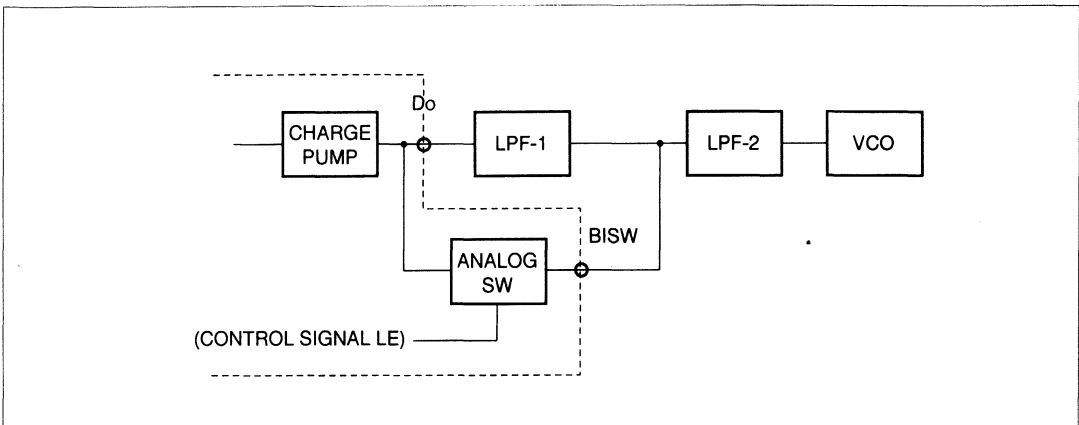 Do
CHARGE
PUMP
LPF-1
LPF-2
VCO
BISW
ANALOG
SW
(CONTROL SIGNAL LE)